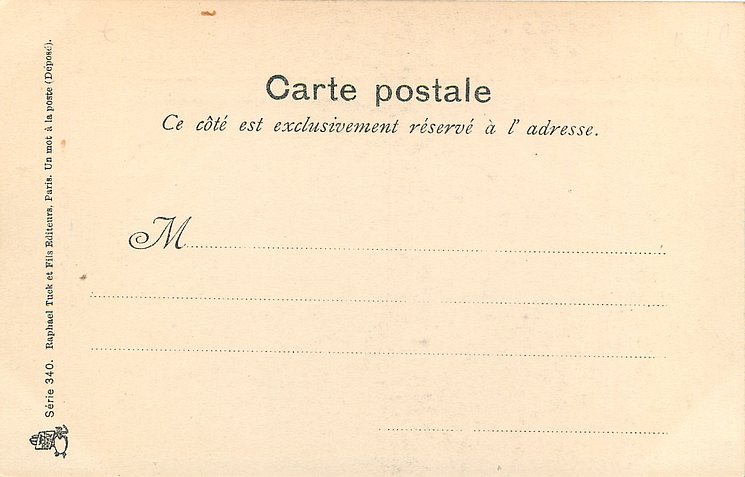 Carte postale
Ce côté est exclusivement réservé à l' adresse.
M
Série 340. Raphael Tuck et Fils Editeurs, Paris. Un mot à la poste (Déposé).